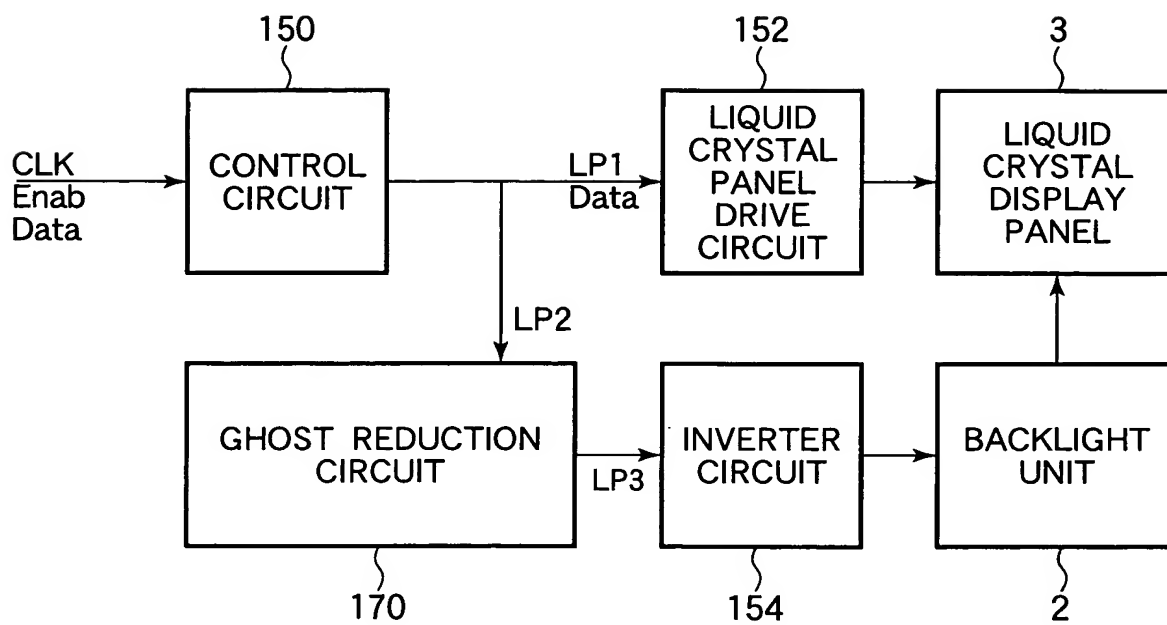 150
152
3
CLK
Enab
Data
CONTROL
CIRCUIT
LP1
Data
LIQUID
CRYSTAL
PANEL
DRIVE
CIRCUIT
LIQUID
CRYSTAL
DISPLAY
PANEL
LP2
GHOST REDUCTION
CIRCUIT
LP3
INVERTER
CIRCUIT
BACKLIGHT
UNIT
170
154
2